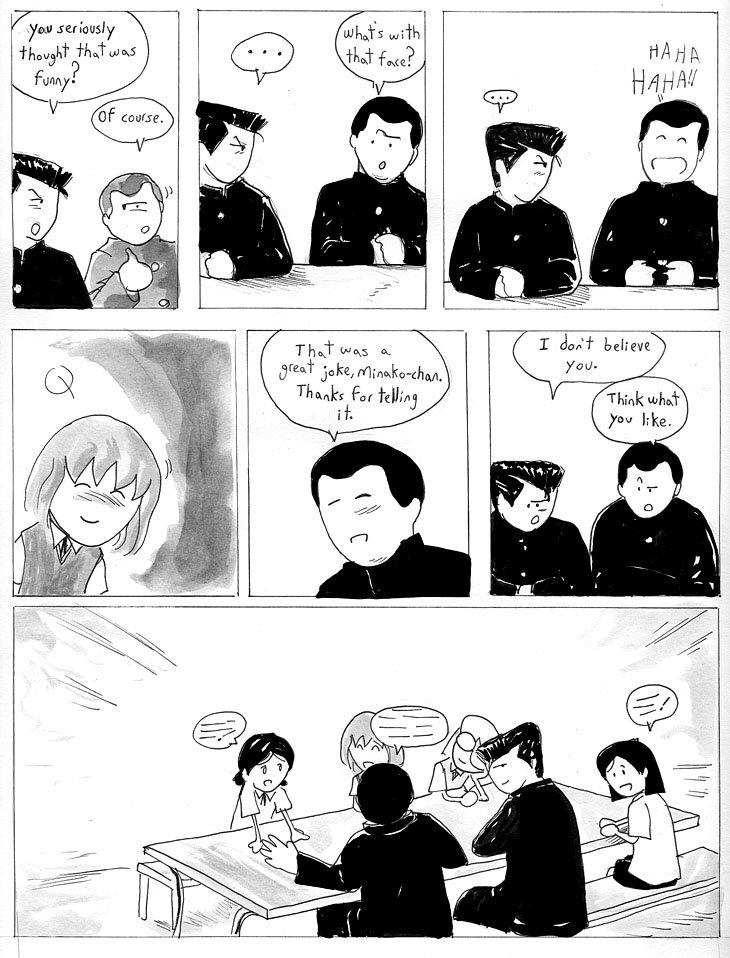 you seriously
thought that was
funny?
Of course.
...
what's with
that face?
...
HAHA
HAHA!!
That was a
great joke, Minako-chan.
Thanks for telling
it.
I don't believe
you.
Think what
you like.